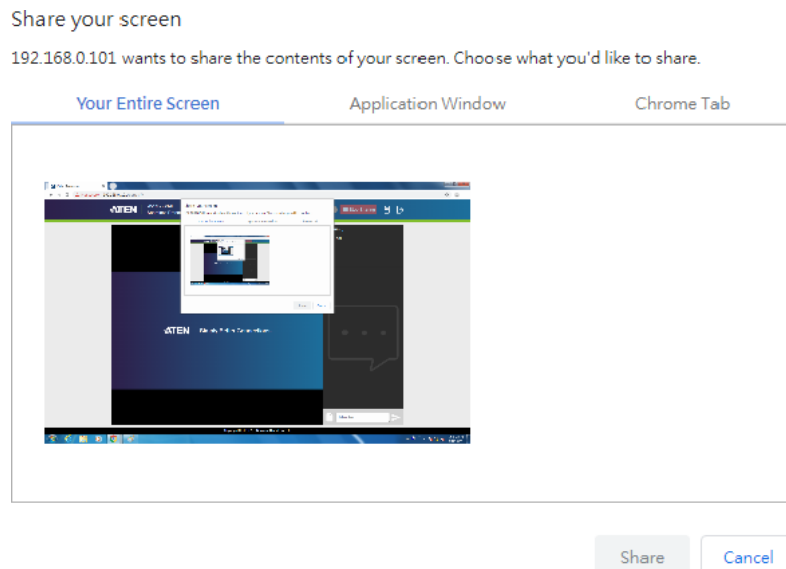 Share your screen
192.168.0.101 wants to share the contents of your screen. Choose what you'd like to share.
Your Entire Screen
Application Window
Chrome Tab
ATEN
ATEN
Share
Cancel